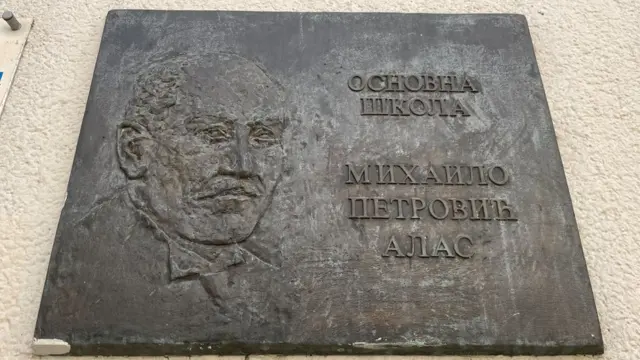 ОСНОВНА
ШКОЛА
МИХАИЛО
ПЕТРОВИЋ
АЛАС